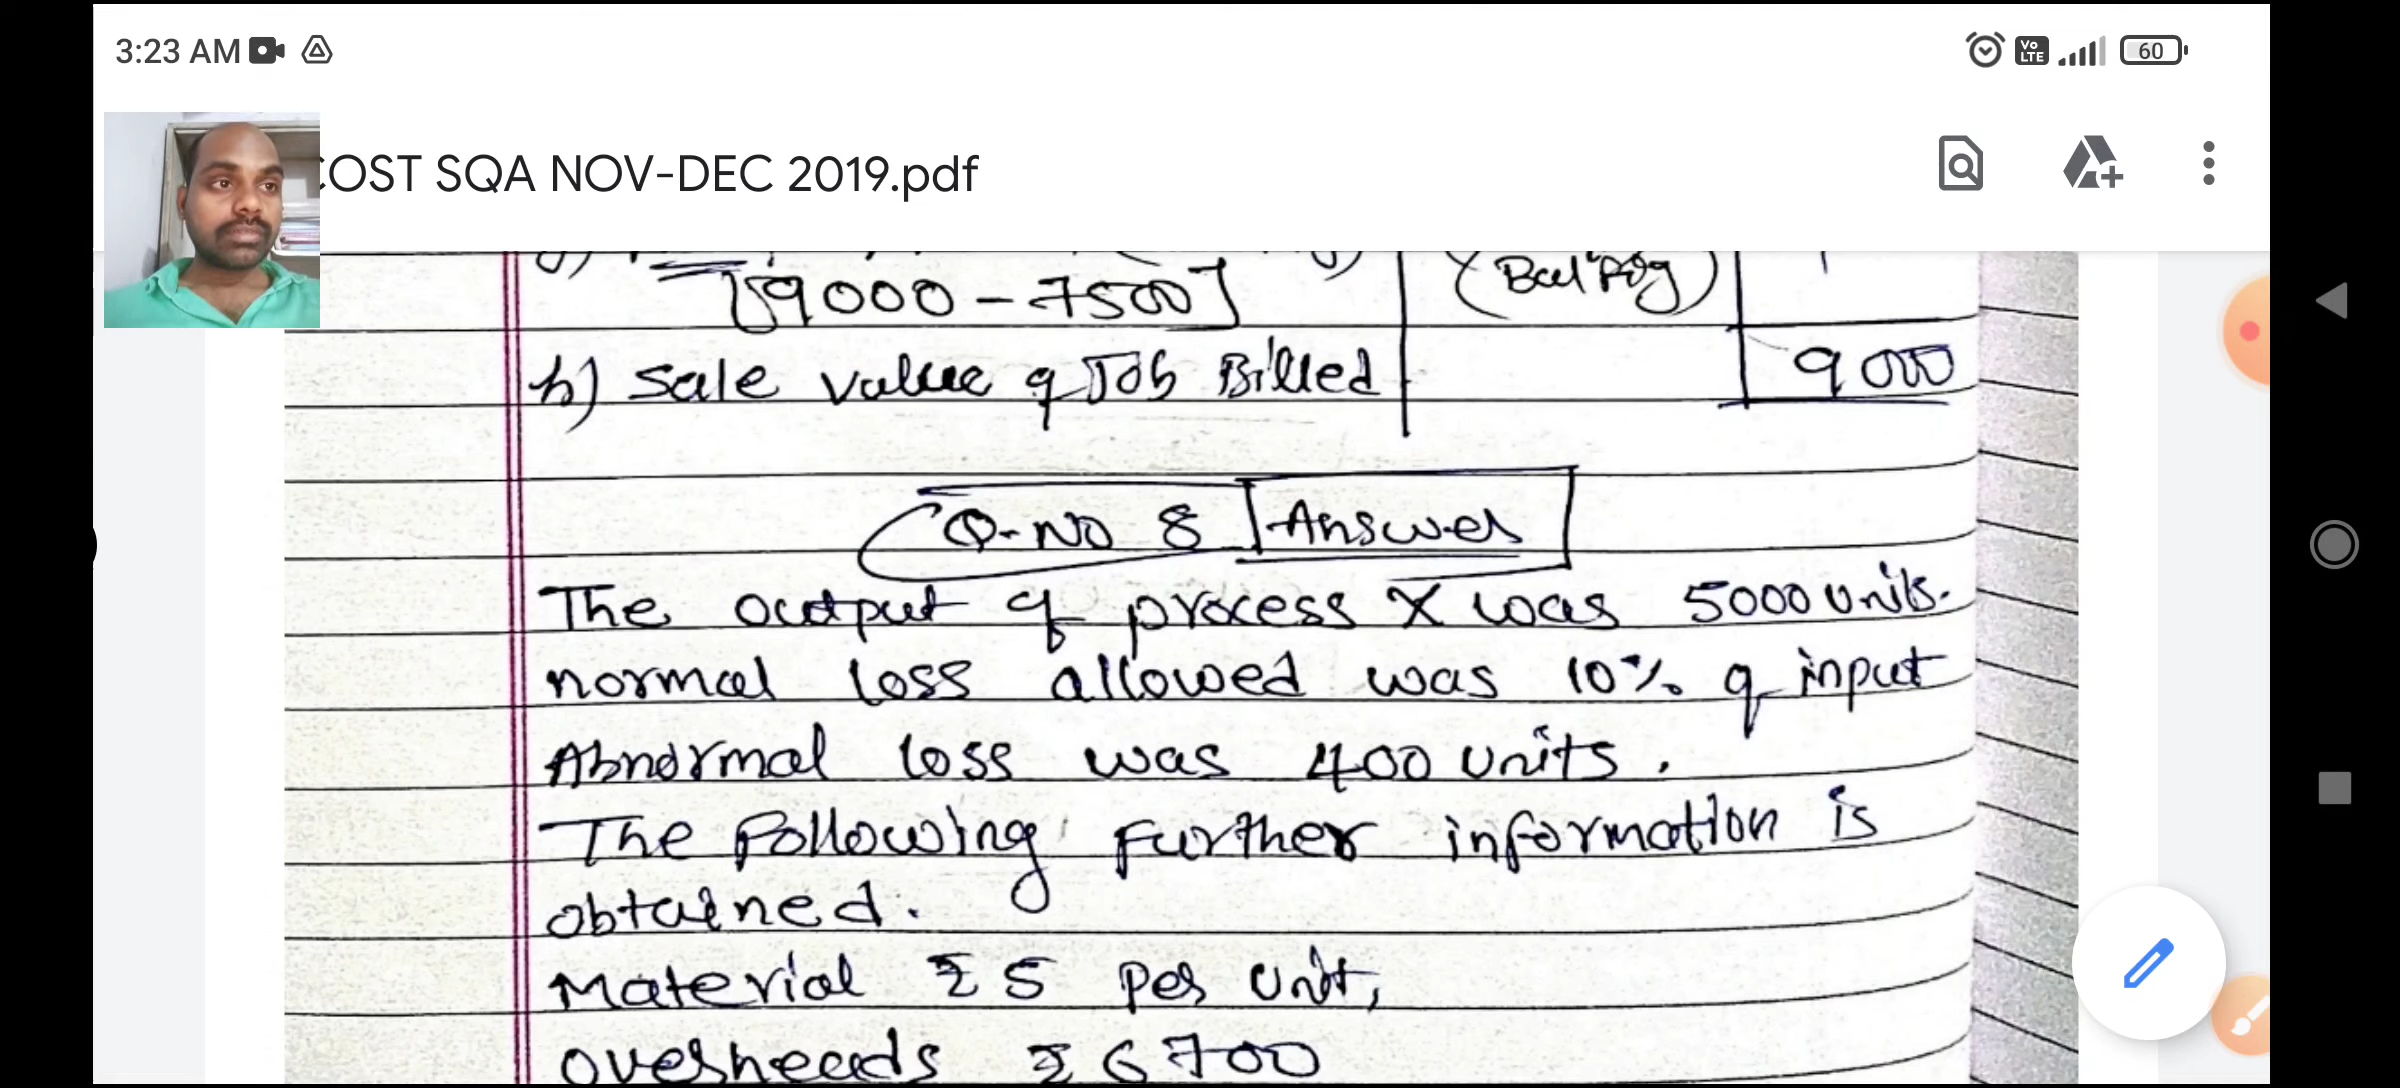 3:23 AM
Vo LTE
60
COST SQA NOV-DEC 2019.pdf
[9000-7500]
(Bal Fig)
h) Sale value of Job Billed
9000
Q-NO 8 Answer
The output of process X was 5000 units.
normal loss allowed was 10% of input
Abnormal loss was 400 units.
The Following further information is
obtained.
Material ₹ 5 per unit,
overheads ₹ 6700